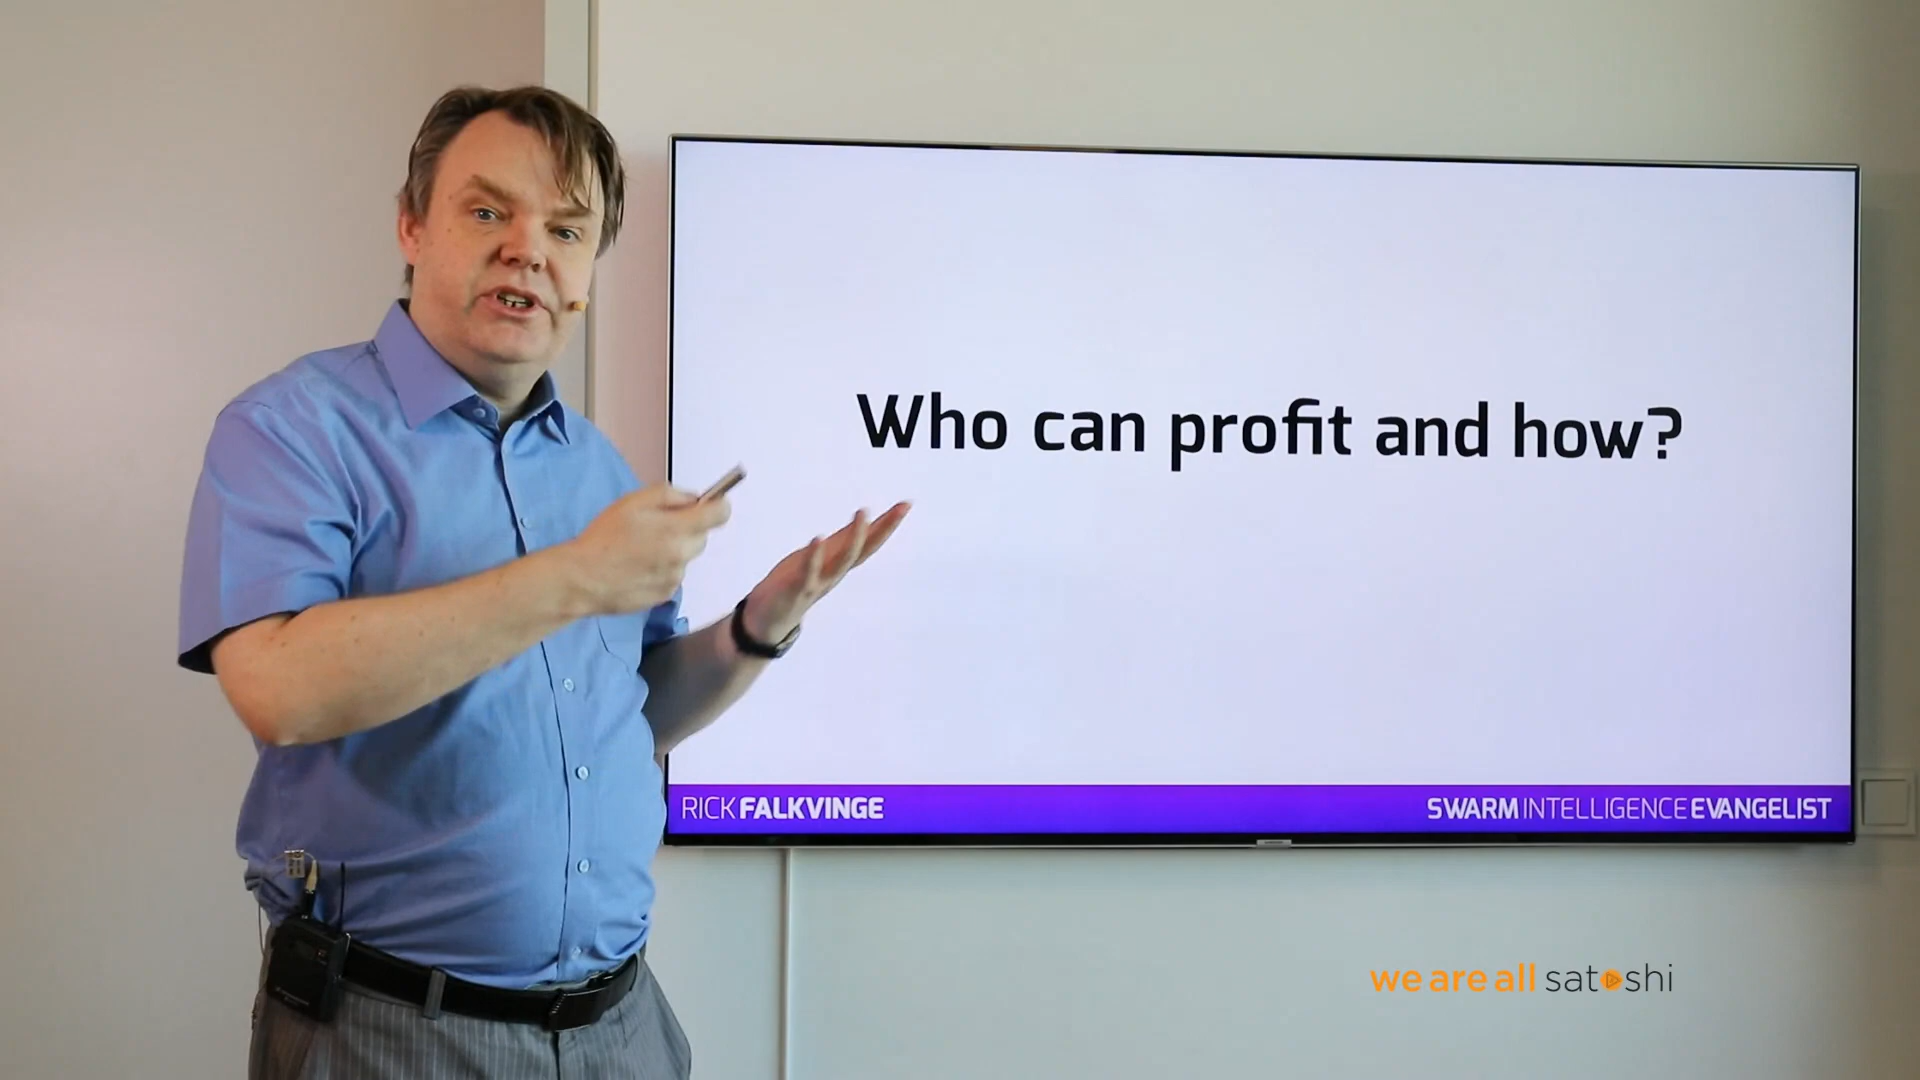 Who can profit and how?
RICK FALKVINGE
SWARM INTELLIGENCE EVANGELIST
we are all satoshi